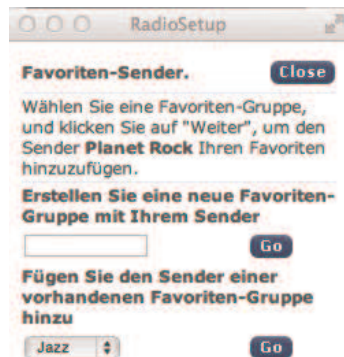 RadioSetup
Favoriten-Sender. Close
Wählen Sie eine Favoriten-Gruppe,
und klicken Sie auf "Weiter", um den
Sender Planet Rock Ihren Favoriten
hinzuzufügen.
Erstellen Sie eine neue Favoriten-
Gruppe mit Ihrem Sender
Go
Fügen Sie den Sender einer
vorhandenen Favoriten-Gruppe
hinzu
Jazz Go